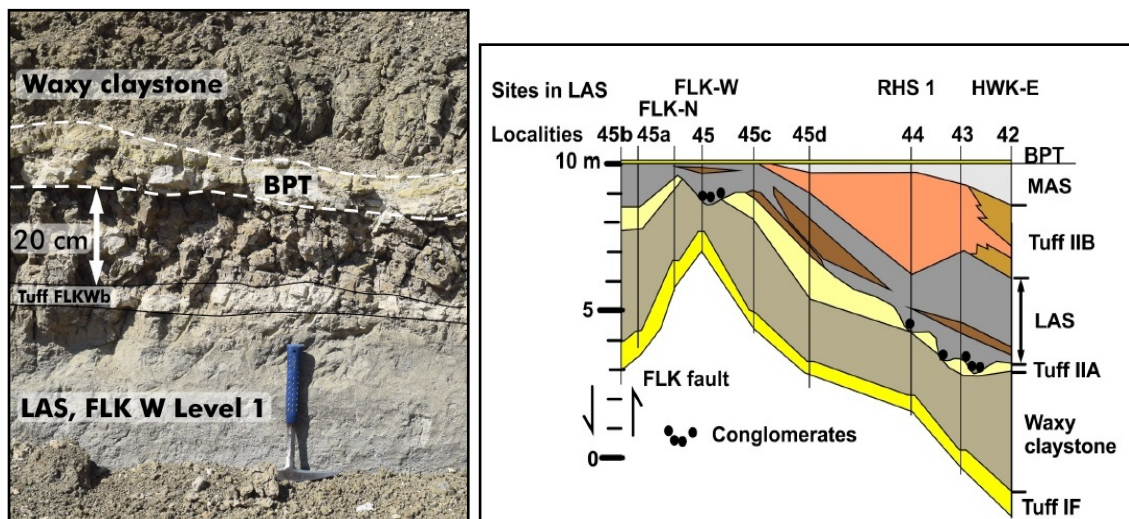 Waxy claystone
BPT
20 cm
Tuff FLKWb
LAS, FLK W Level 1
Sites in LAS
FLK-N
FLK-W
RHS 1
HWK-E
Localities 45b 45a 45 45c 45d 44 43 42
10 m
BPT
MAS
Tuff IIB
5
LAS
Tuff IIA
FLK fault
Waxy
claystone
Conglomerates
0
Tuff IF